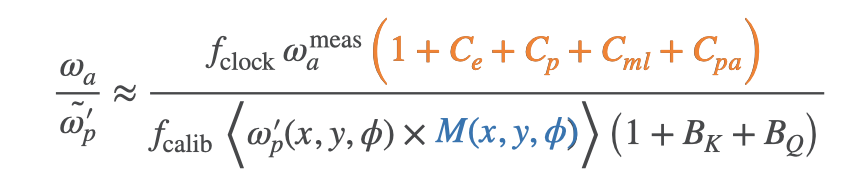 ω_a / ω̃′_p ≈ f_clock ω_a^meas (1 + C_e + C_p + C_ml + C_pa) / f_calib ⟨ω′_p(x, y, ϕ) × M(x, y, ϕ)⟩ (1 + B_K + B_Q)